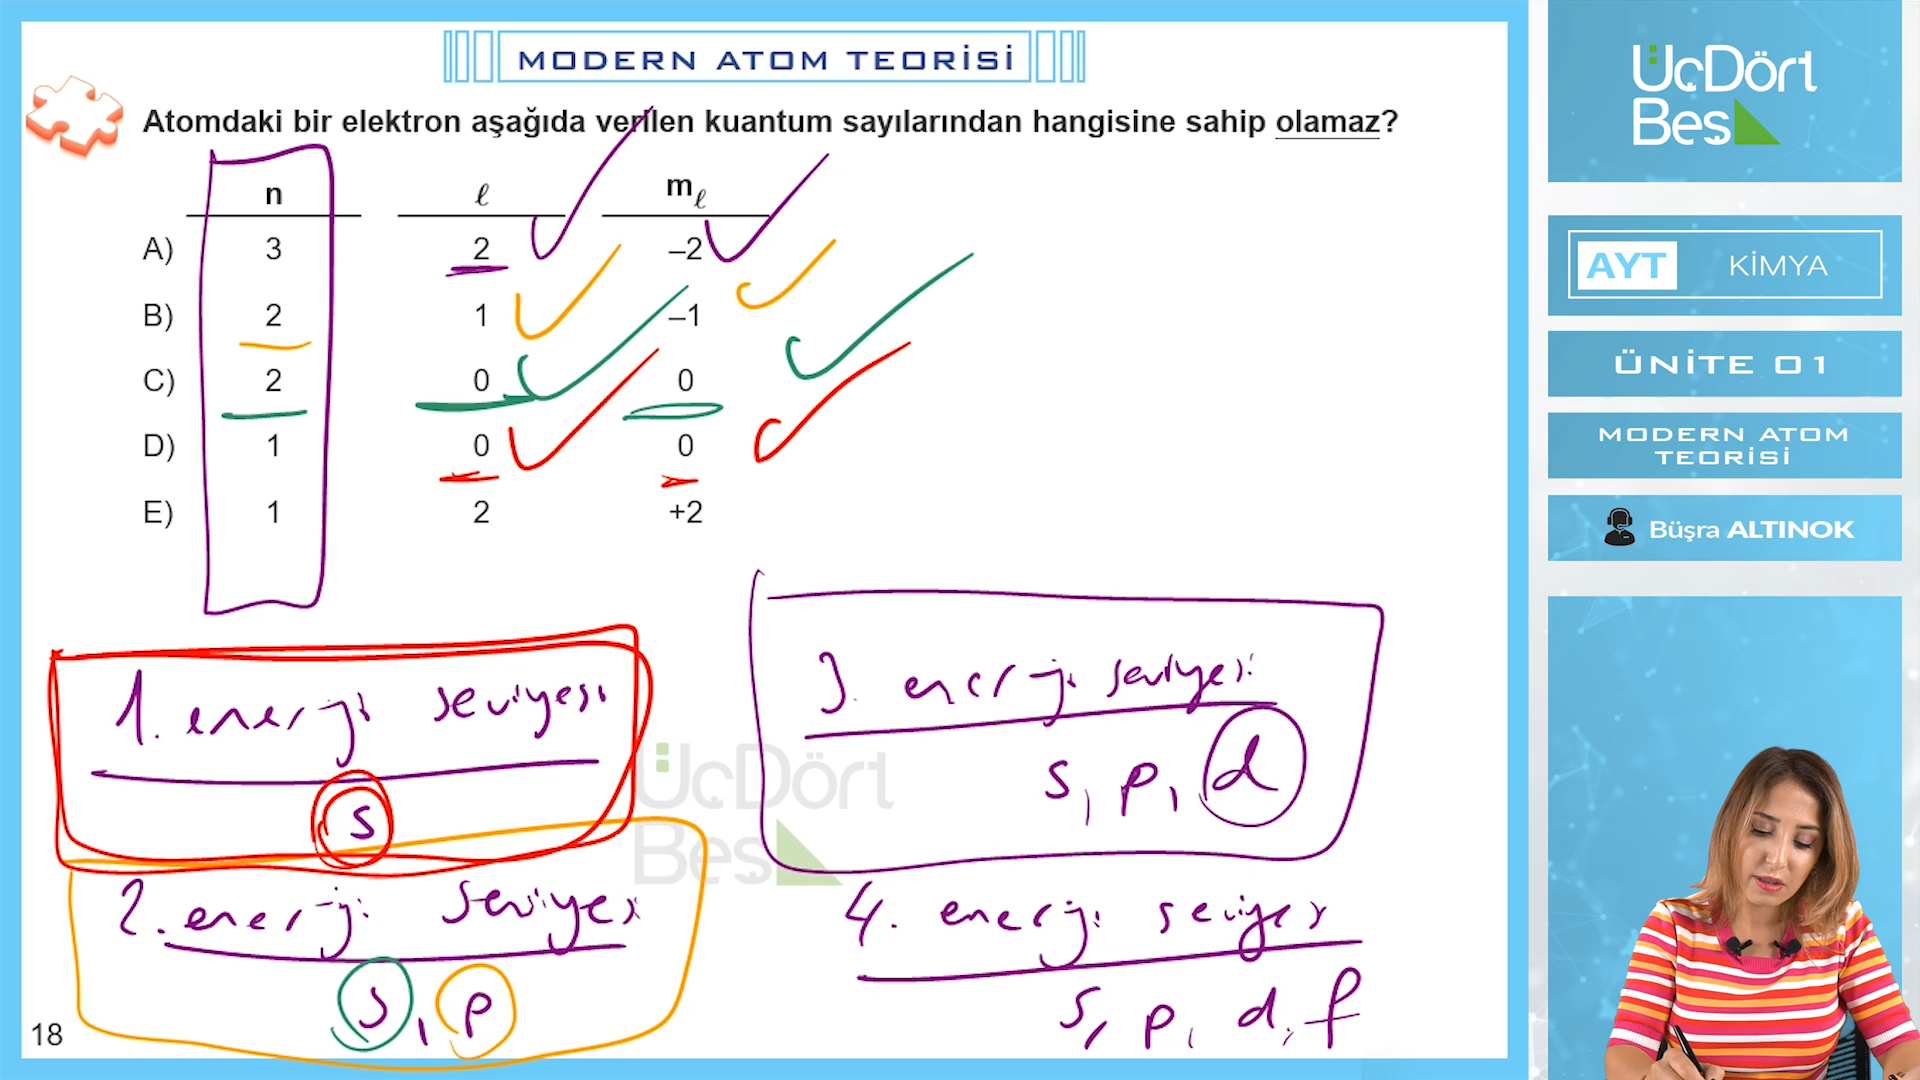 MODERN ATOM TEORİSİ
Atomdaki bir elektron aşağıda verilen kuantum sayılarından hangisine sahip olamaz?
n ℓ mℓ
A) 3 2 –2
B) 2 1 –1
C) 2 0 0
D) 1 0 0
E) 1 2 +2
1. enerji seviyesi
s
2. enerji seviyesi
s, p
3. enerji seviyesi
s, p, d
4. enerji seviyesi
s, p, d, f
ÜçDört
Beş
18
ÜçDört
Beş
AYT KİMYA
ÜNİTE 01
MODERN ATOM
TEORİSİ
Büşra ALTINOK